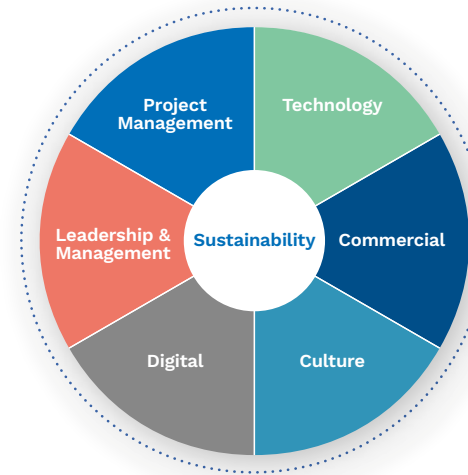 Project
Management
Technology
Leadership &
Management
Sustainability
Commercial
Digital
Culture